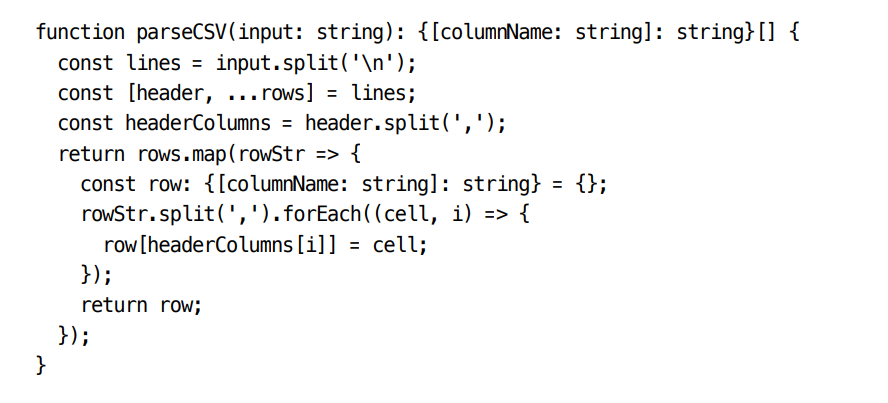 function parseCSV(input: string): {[columnName: string]: string}[] {
  const lines = input.split('\n');
  const [header, ...rows] = lines;
  const headerColumns = header.split(',');
  return rows.map(rowStr => {
    const row: {[columnName: string]: string} = {};
    rowStr.split(',').forEach((cell, i) => {
      row[headerColumns[i]] = cell;
    });
    return row;
  });
}